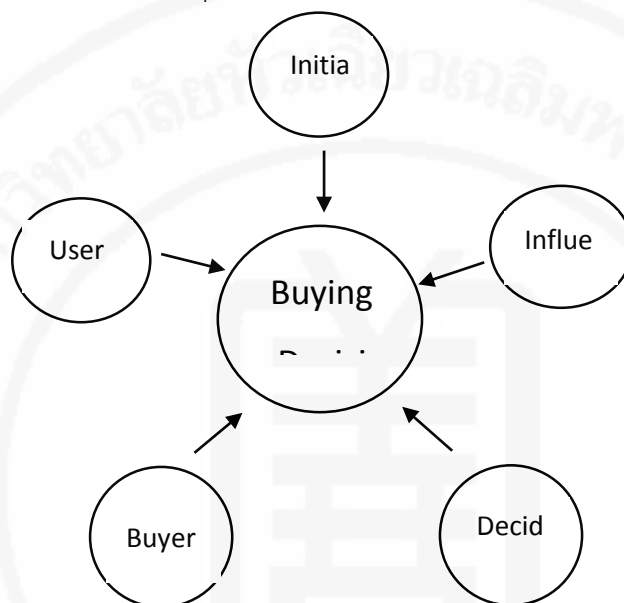 Initia
User
Influe
Buying
Buyer
Decid